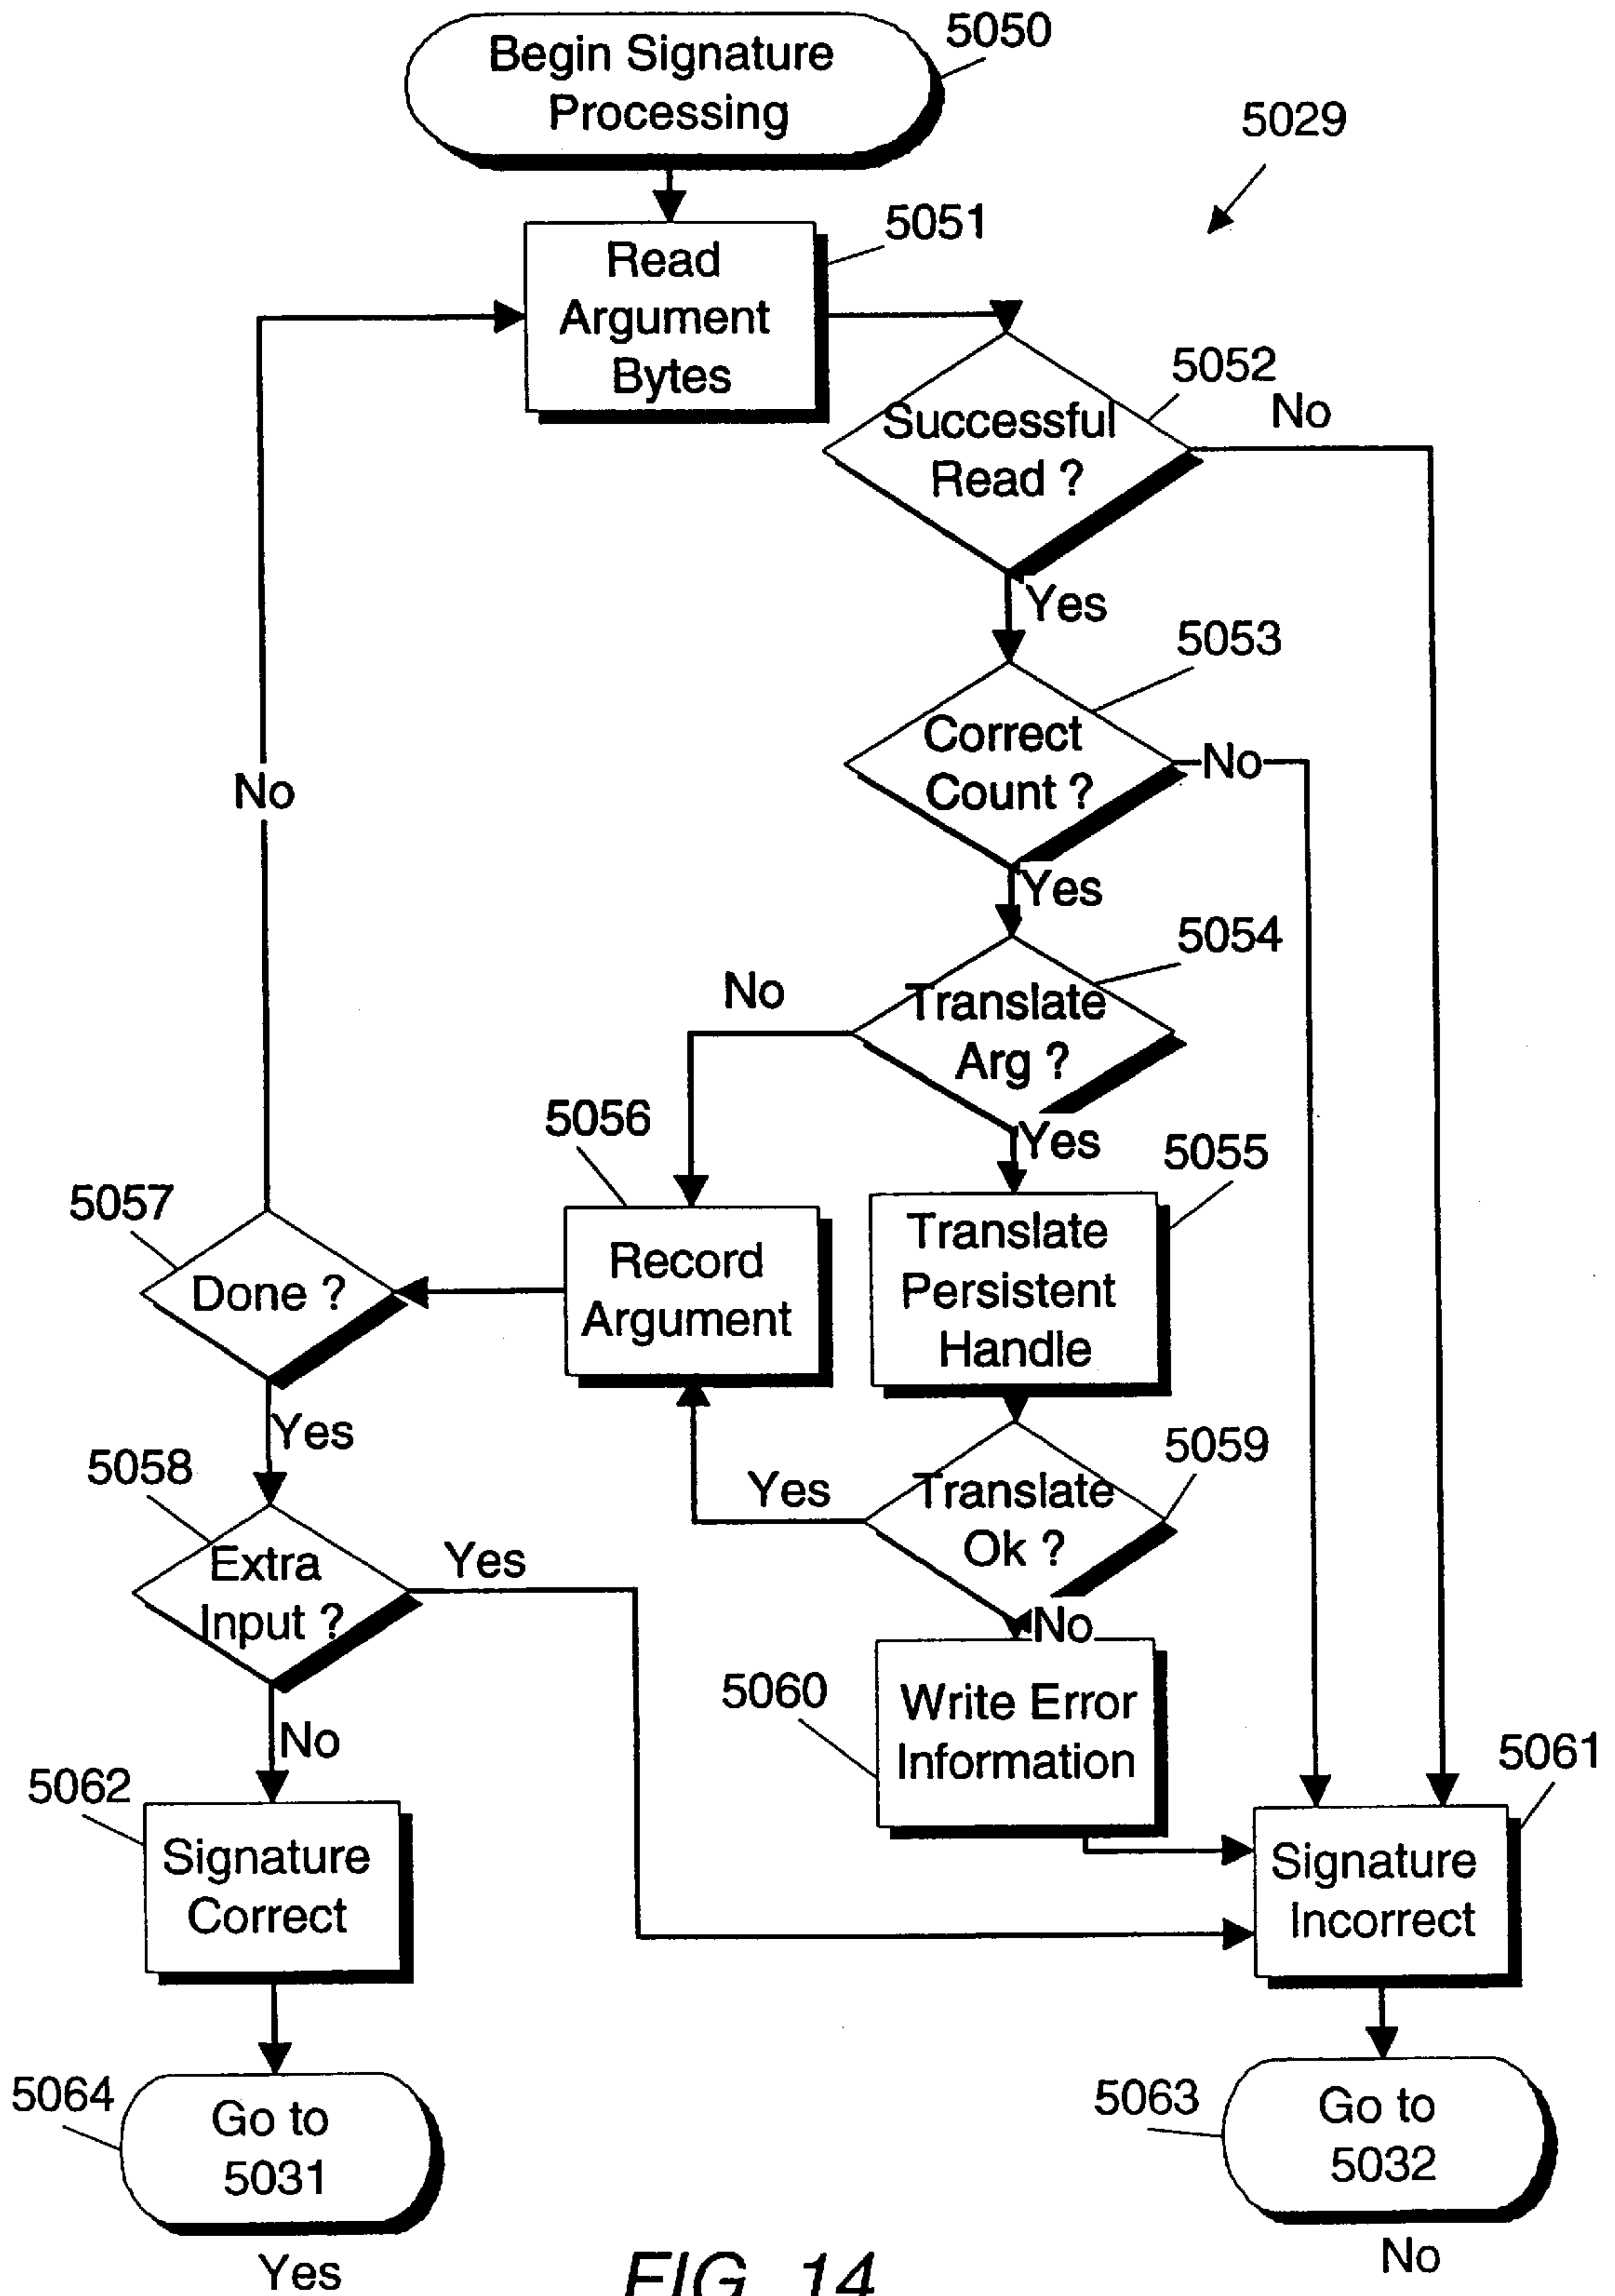 Begin Signature
Processing
5050
5029
Read
Argument
Bytes
5051
Successful
Read ?
5052
No
Yes
Correct
Count ?
5053
No
Yes
No
Translate
Arg ?
5054
No
Yes
5056
Record
Argument
Translate
Persistent
Handle
5055
5057
Done ?
Yes
Translate
Ok ?
5059
Yes
No
5058
Extra
Input ?
Yes
No
5060
Write Error
Information
5062
Signature
Correct
5061
Signature
Incorrect
5064
Go to
5031
Yes
5063
Go to
5032
No
FIG. 14